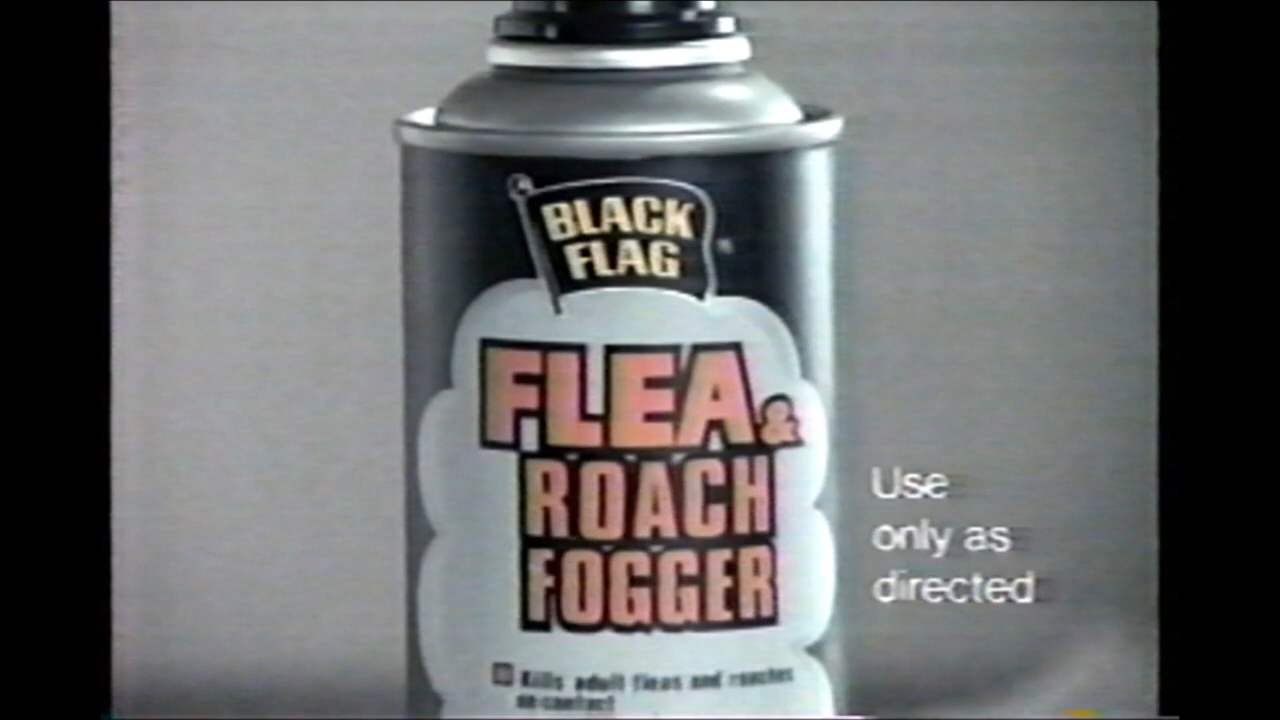 BLACK
FLAG
FLEA &
ROACH
FOGGER
Kills adult fleas and roaches
on contact
Use
only as
directed